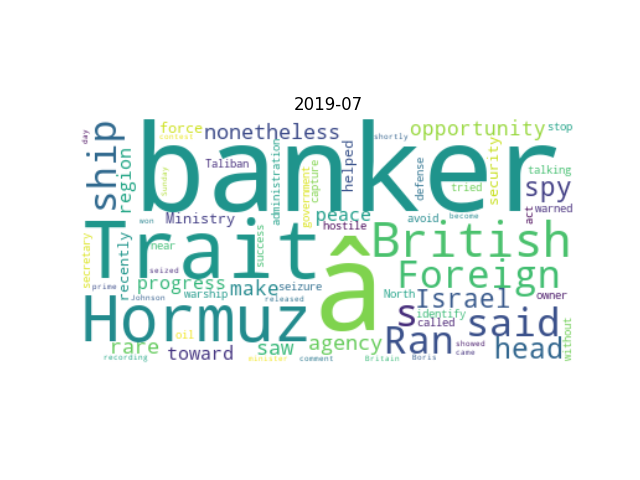 2019-07
day ship region force contest nonetheless banker shortly opportunity stop
Taliban Sunday administration government capture helped defense tried security talking spy
Ministry won peace hostile avoid become act warned
Trait â British
secretary near recently seized success Foreign
progress warship make seizure North Israel owner
prime Johnson released s identify called said without
Hormuz Ran head
rare oil toward saw agency showed came
recording minister comment Britain Boris